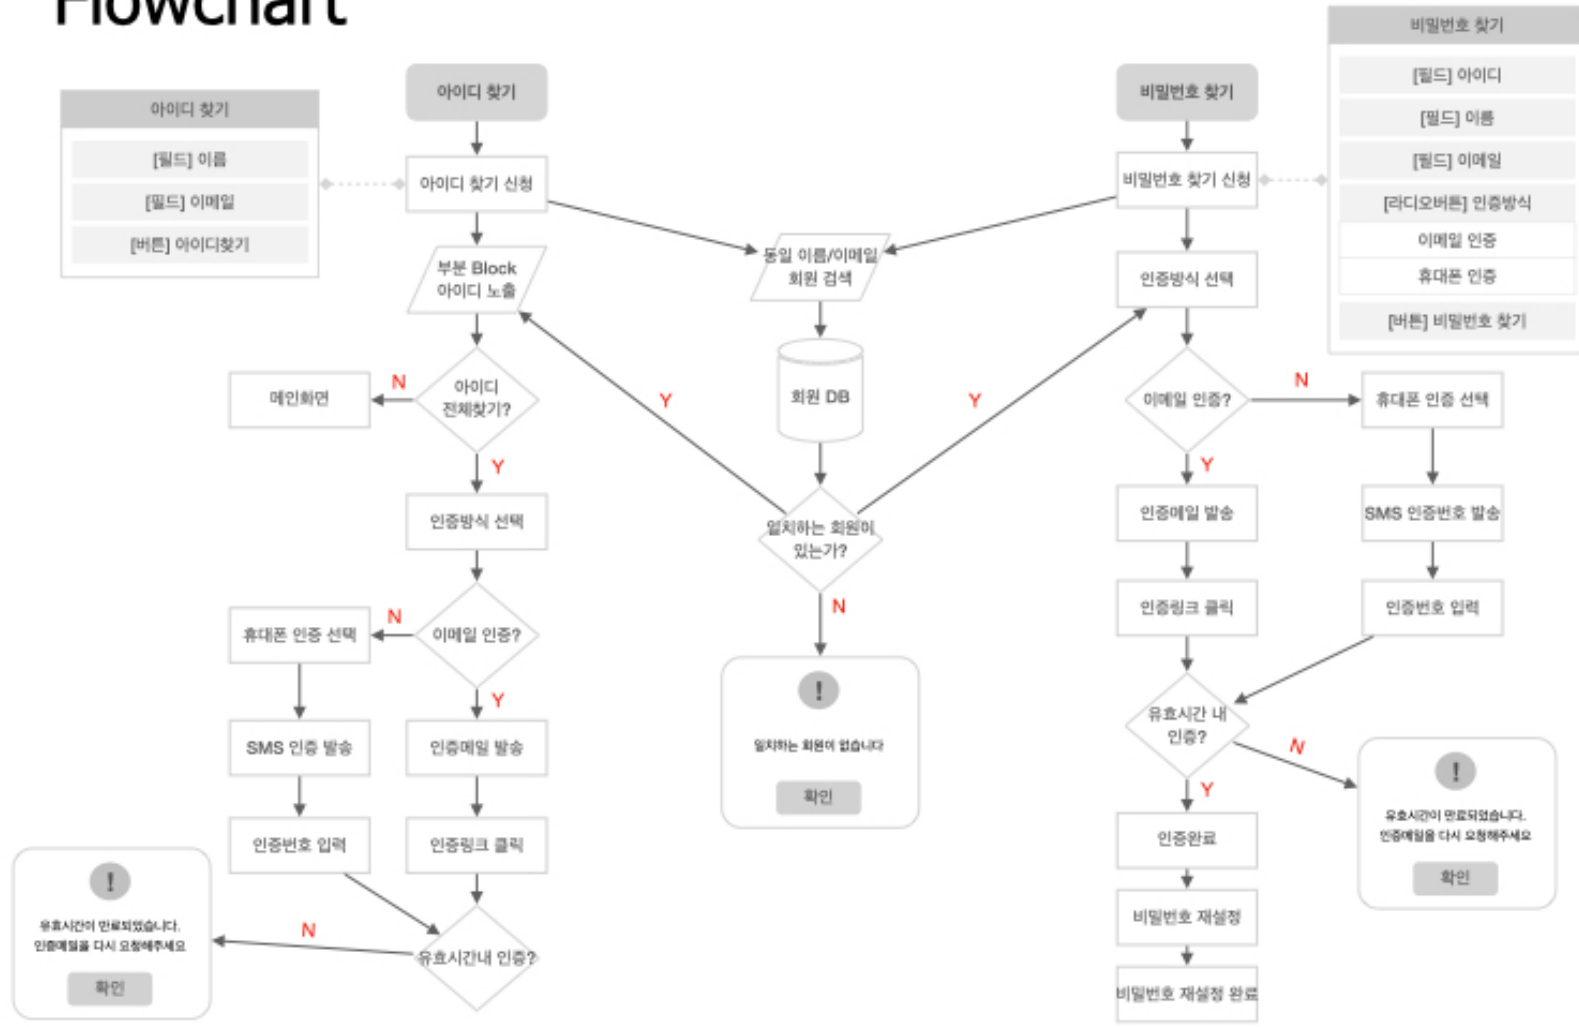 Flowchart
아이디 찾기
[필드] 이름
[필드] 이메일
[버튼] 아이디찾기
아이디 찾기
아이디 찾기 신청
부분 Block
아이디 노출
아이디
전체찾기?
N
메인화면
Y
인증방식 선택
이메일 인증?
N
휴대폰 인증 선택
Y
SMS 인증 발송
인증메일 발송
인증번호 입력
인증링크 클릭
유효시간내 인증?
N
!
유효시간이 만료되었습니다.
인증메일을 다시 요청해주세요
확인
동일 이름/이메일
회원 검색
회원 DB
일치하는 회원이
있는가?
Y
Y
N
!
일치하는 회원이 없습니다
확인
비밀번호 찾기
비밀번호 찾기 신청
인증방식 선택
이메일 인증?
N
휴대폰 인증 선택
Y
인증메일 발송
SMS 인증번호 발송
인증링크 클릭
인증번호 입력
유효시간 내
인증?
N
Y
!
유효시간이 만료되었습니다.
인증메일을 다시 요청해주세요
확인
인증완료
비밀번호 재설정
비밀번호 재설정 완료
비밀번호 찾기
[필드] 아이디
[필드] 이름
[필드] 이메일
[라디오버튼] 인증방식
이메일 인증
휴대폰 인증
[버튼] 비밀번호 찾기